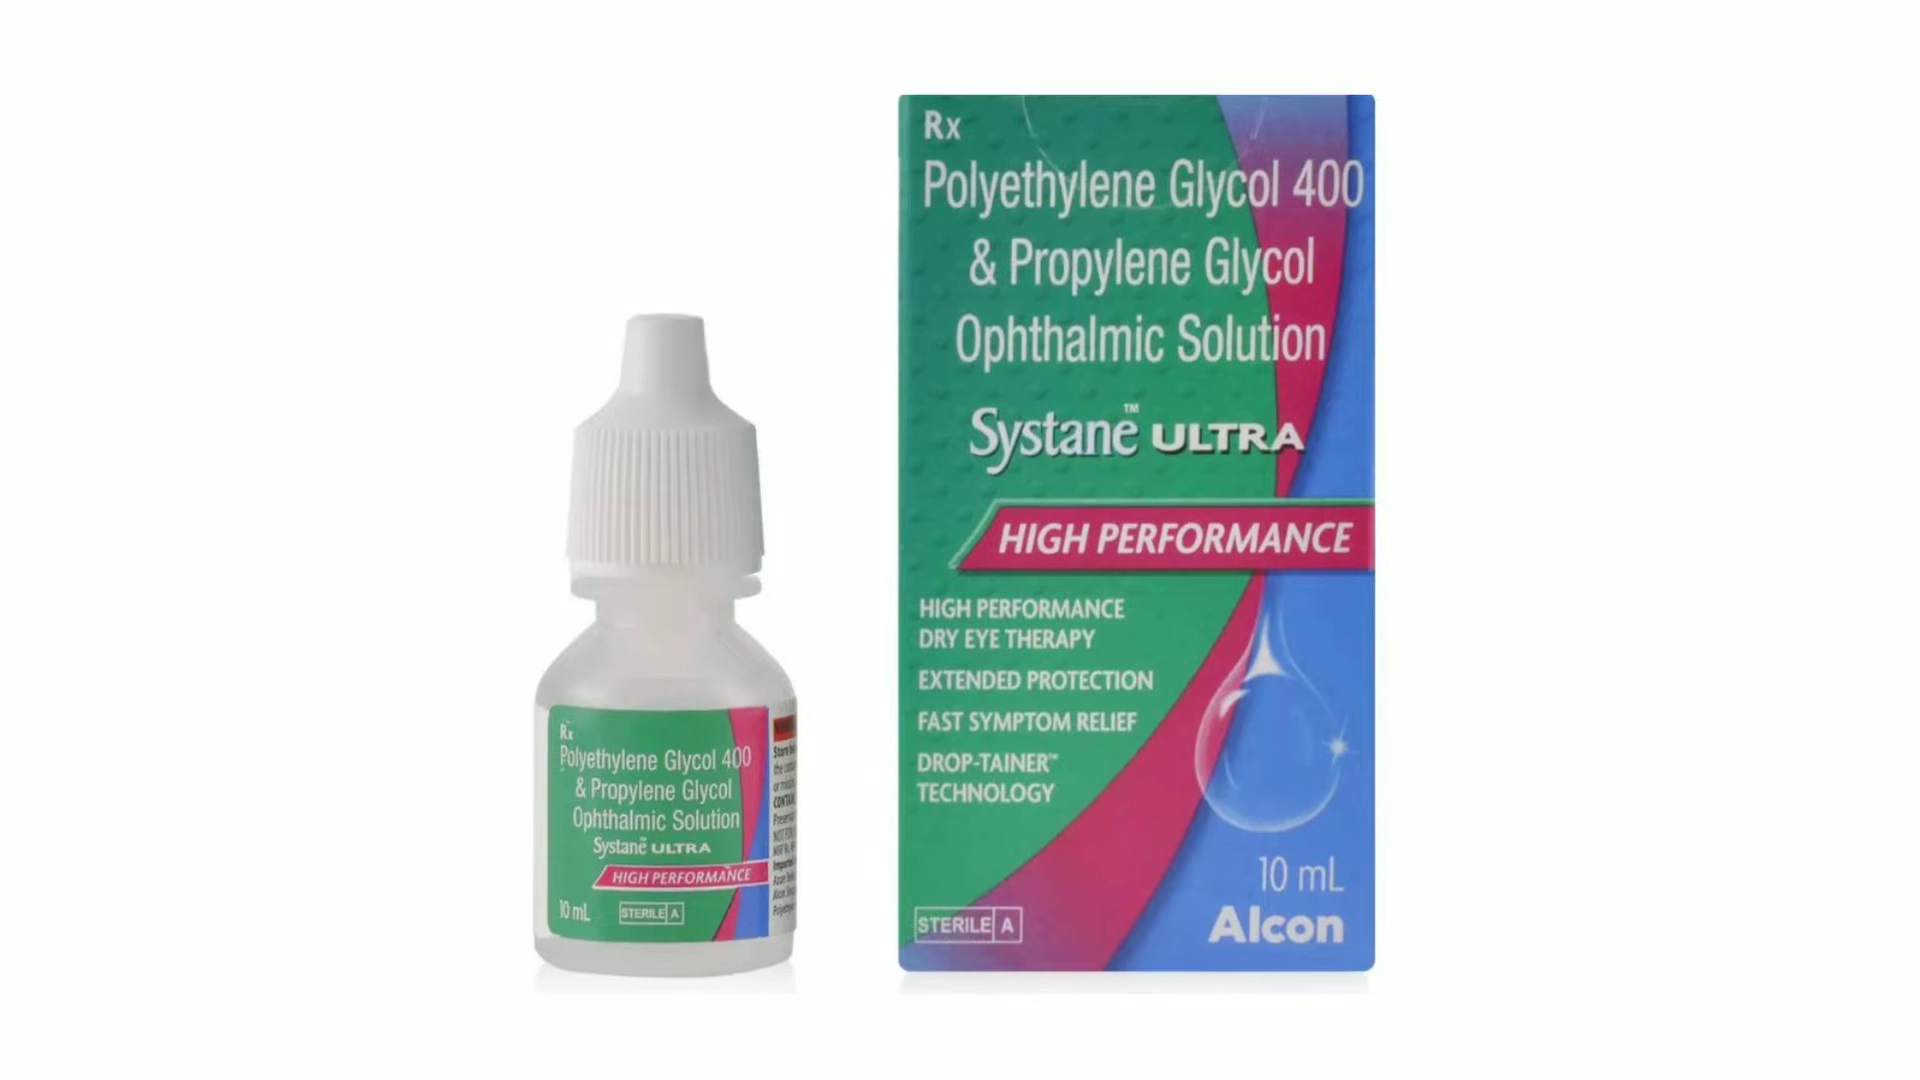 Rx
Polyethylene Glycol 400
& Propylene Glycol
Ophthalmic Solution
Systane™ ULTRA
HIGH PERFORMANCE
10 mL
STERILE A
CONTAI
Rx
Polyethylene Glycol 400
& Propylene Glycol
Ophthalmic Solution
Systane™ ULTRA
HIGH PERFORMANCE
HIGH PERFORMANCE
DRY EYE THERAPY
EXTENDED PROTECTION
FAST SYMPTOM RELIEF
DROP-TAINER™
TECHNOLOGY
10 mL
STERILE A
Alcon